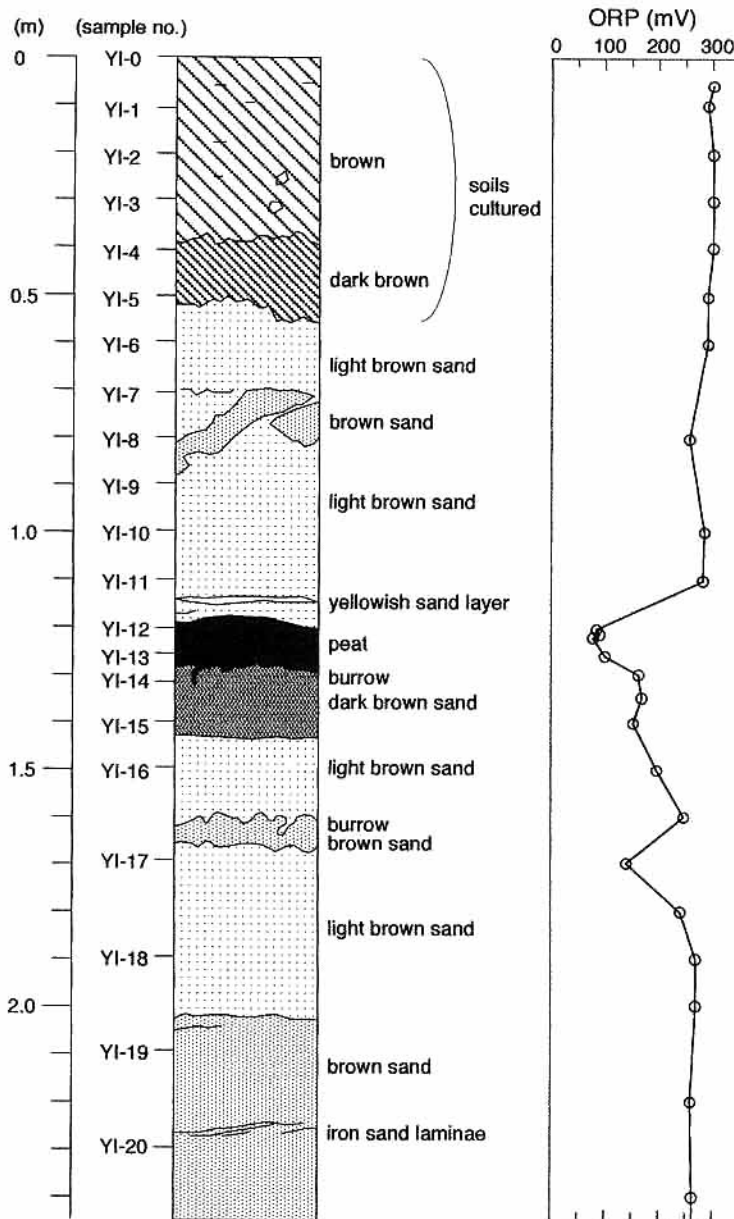 (m) (sample no.) ORP (mV)
0 100 200 300
0 YI-0
YI-1
YI-2 brown
soils
YI-3 cultured
YI-4
dark brown
0.5 YI-5
YI-6
light brown sand
YI-7
brown sand
YI-8
YI-9
light brown sand
1.0 YI-10
YI-11
yellowish sand layer
YI-12
peat
YI-13
YI-14 burrow
dark brown sand
YI-15
1.5 YI-16 light brown sand
burrow
brown sand
YI-17
light brown sand
YI-18
2.0
YI-19
brown sand
iron sand laminae
YI-20